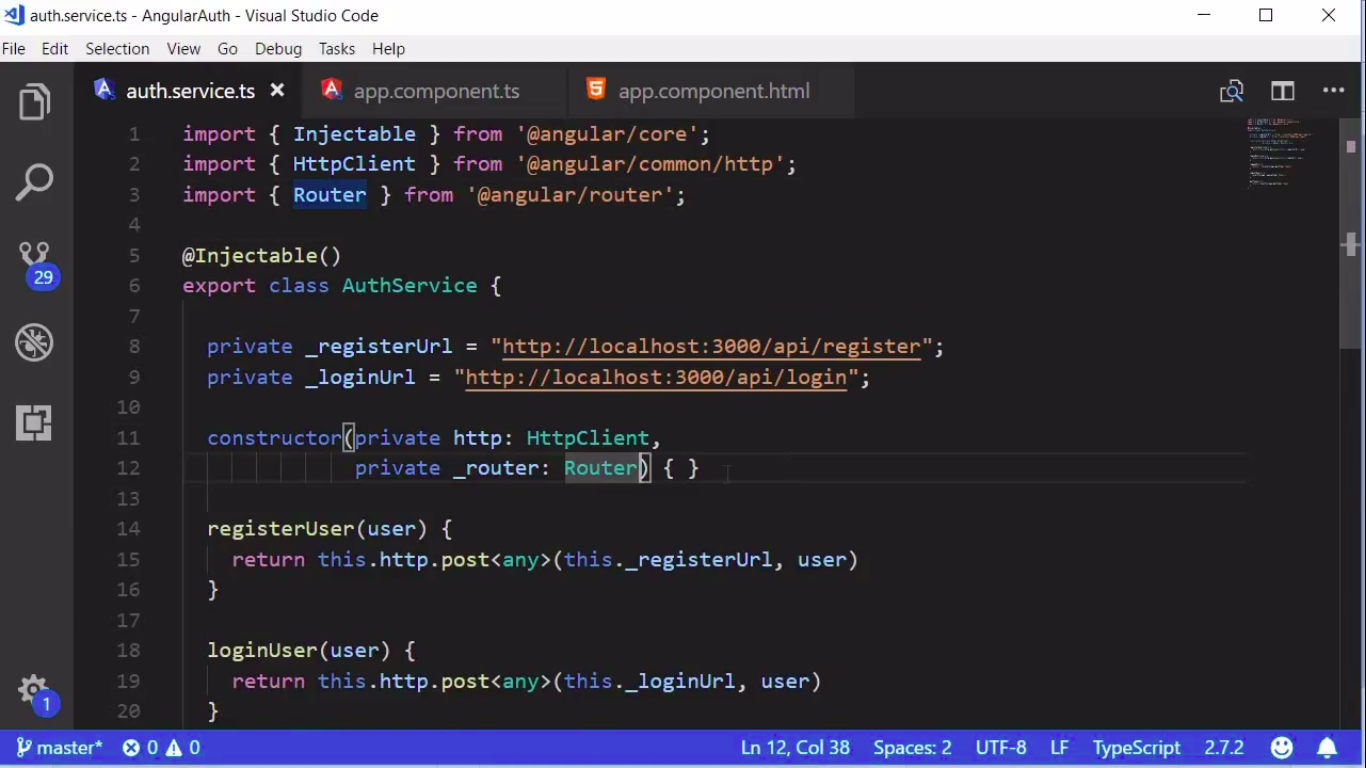 auth.service.ts - AngularAuth - Visual Studio Code
File Edit Selection View Go Debug Tasks Help
auth.service.ts app.component.ts app.component.html
1 import { Injectable } from '@angular/core';
2 import { HttpClient } from '@angular/common/http';
3 import { Router } from '@angular/router';
4
5 @Injectable()
6 export class AuthService {
7
8 private _registerUrl = "http://localhost:3000/api/register";
9 private _loginUrl = "http://localhost:3000/api/login";
10
11 constructor(private http: HttpClient,
12 private _router: Router) { }
13
14 registerUser(user) {
15 return this.http.post<any>(this._registerUrl, user)
16 }
17
18 loginUser(user) {
19 return this.http.post<any>(this._loginUrl, user)
20 }
29
1
master* 0 0 Ln 12, Col 38 Spaces: 2 UTF-8 LF TypeScript 2.7.2